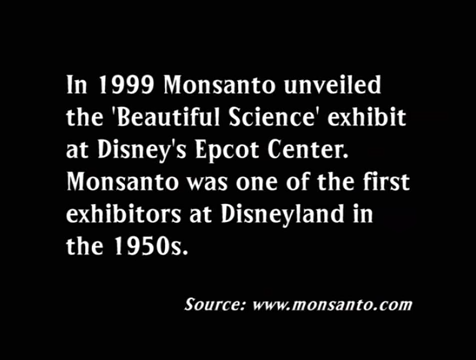 In 1999 Monsanto unveiled
the 'Beautiful Science' exhibit
at Disney's Epcot Center.
Monsanto was one of the first
exhibitors at Disneyland in
the 1950s.
Source: www.monsanto.com